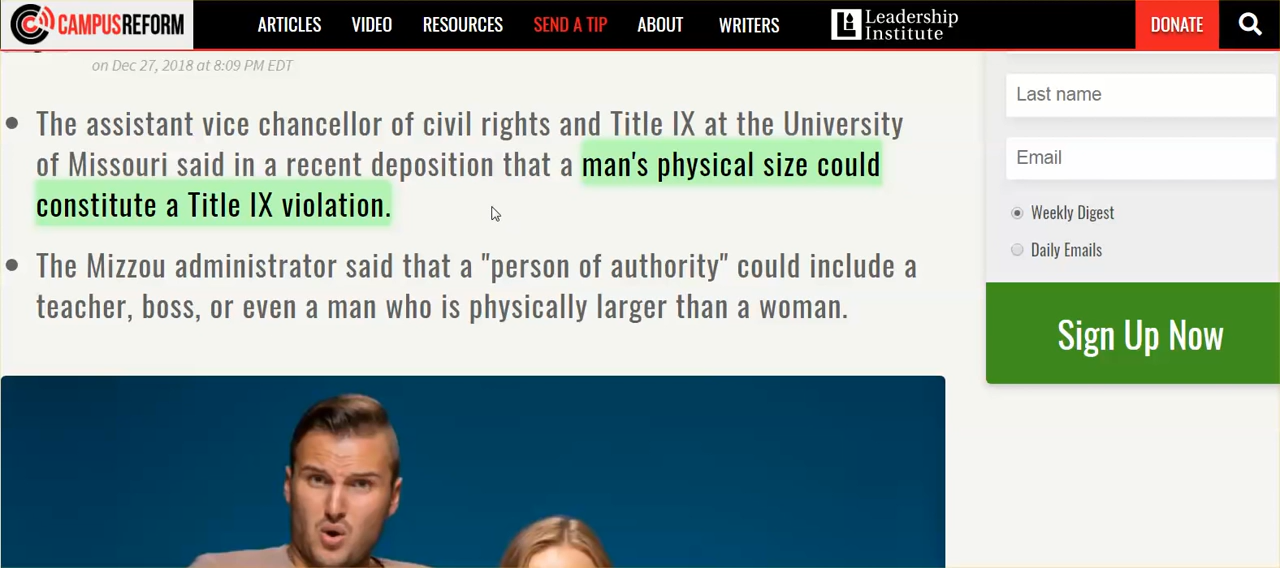 CAMPUSREFORM
ARTICLES VIDEO RESOURCES SEND A TIP ABOUT WRITERS
Leadership
Institute
DONATE
on Dec 27, 2018 at 8:09 PM EDT
The assistant vice chancellor of civil rights and Title IX at the University
of Missouri said in a recent deposition that a man's physical size could
constitute a Title IX violation.
The Mizzou administrator said that a "person of authority" could include a
teacher, boss, or even a man who is physically larger than a woman.
Last name
Email
Weekly Digest
Daily Emails
Sign Up Now